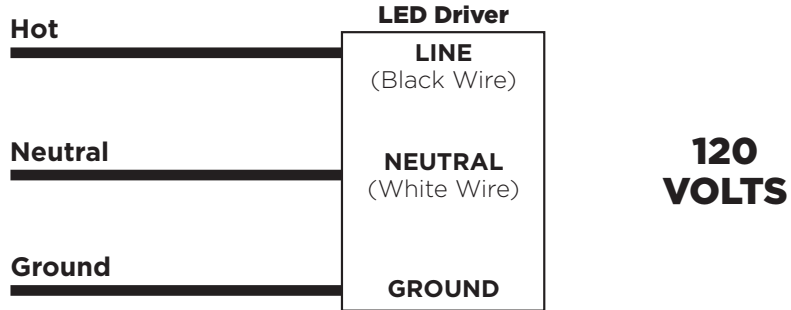 LED Driver
Hot
LINE
(Black Wire)
Neutral
NEUTRAL
(White Wire)
120
VOLTS
Ground
GROUND